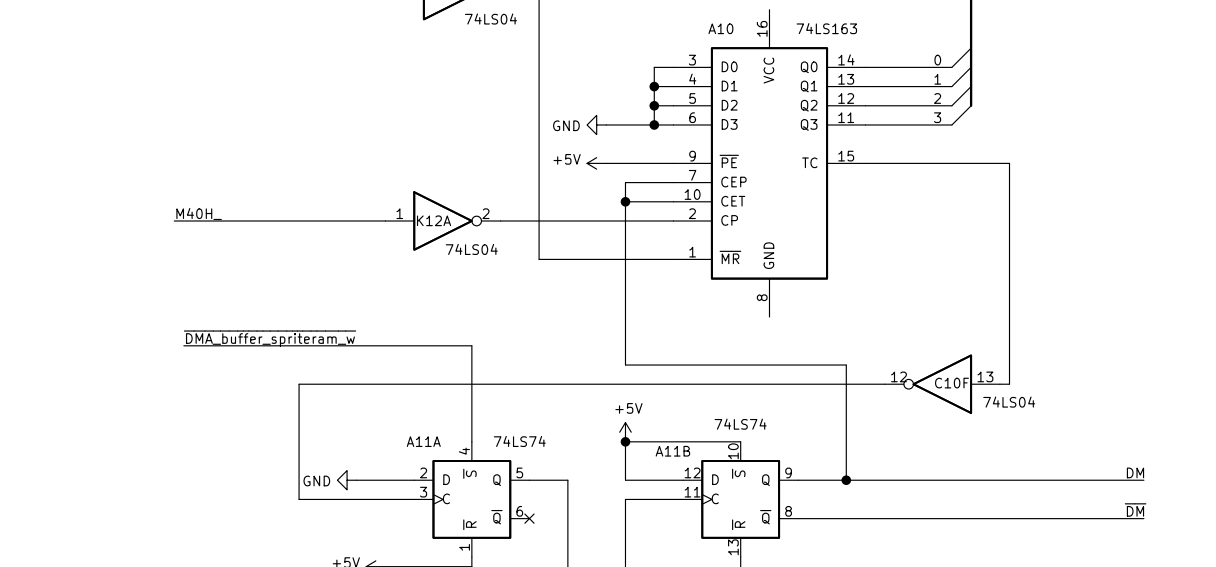 74LS04
A10 16 74LS163
3 D0 VCC Q0 14 0
4 D1 Q1 13 1
5 D2 Q2 12 2
GND 6 D3 Q3 11 3
+5V 9 PE TC 15
7 CEP
10 CET
M40H_ 1 K12A 2 2 CP
74LS04
1 MR GND
8
DMA_buffer_spriteram_w
12 C10F 13
74LS04
+5V
A11A 4 74LS74
A11B 10 74LS74
GND 2 D S Q 5
12 D S Q 9 DM
3 C
11 C
R Q 6
R Q 8 DM
1
13
+5V